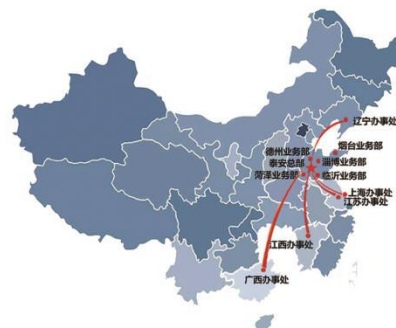 辽宁办事处
烟台业务部
德州业务部
泰安总部
淄博业务部
菏泽业务部
临沂业务部
上海办事处
江苏办事处
江西办事处
广西办事处